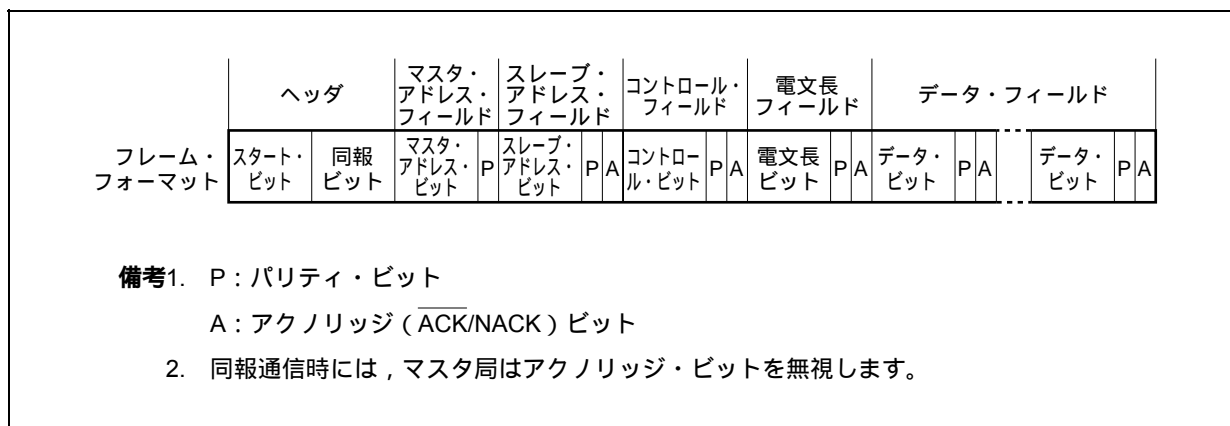 ヘッダ
マスタ・
アドレス・
フィールド
スレーブ・
アドレス・
フィールド
コントロール・
フィールド
電文長
フィールド
データ・フィールド
フレーム・
フォーマット
スタート・
ビット
同報
ビット
マスタ・
アドレス・
ビット
P
スレーブ・
アドレス・
ビット
P
A
コントロー
ル・ビット
P
A
電文長
ビット
P
A
データ・
ビット
P
A
データ・
ビット
P
A
備考1. P:パリティ・ビット
A:アクノリッジ(ACK/NACK)ビット
2. 同報通信時には,マスタ局はアクノリッジ・ビットを無視します。